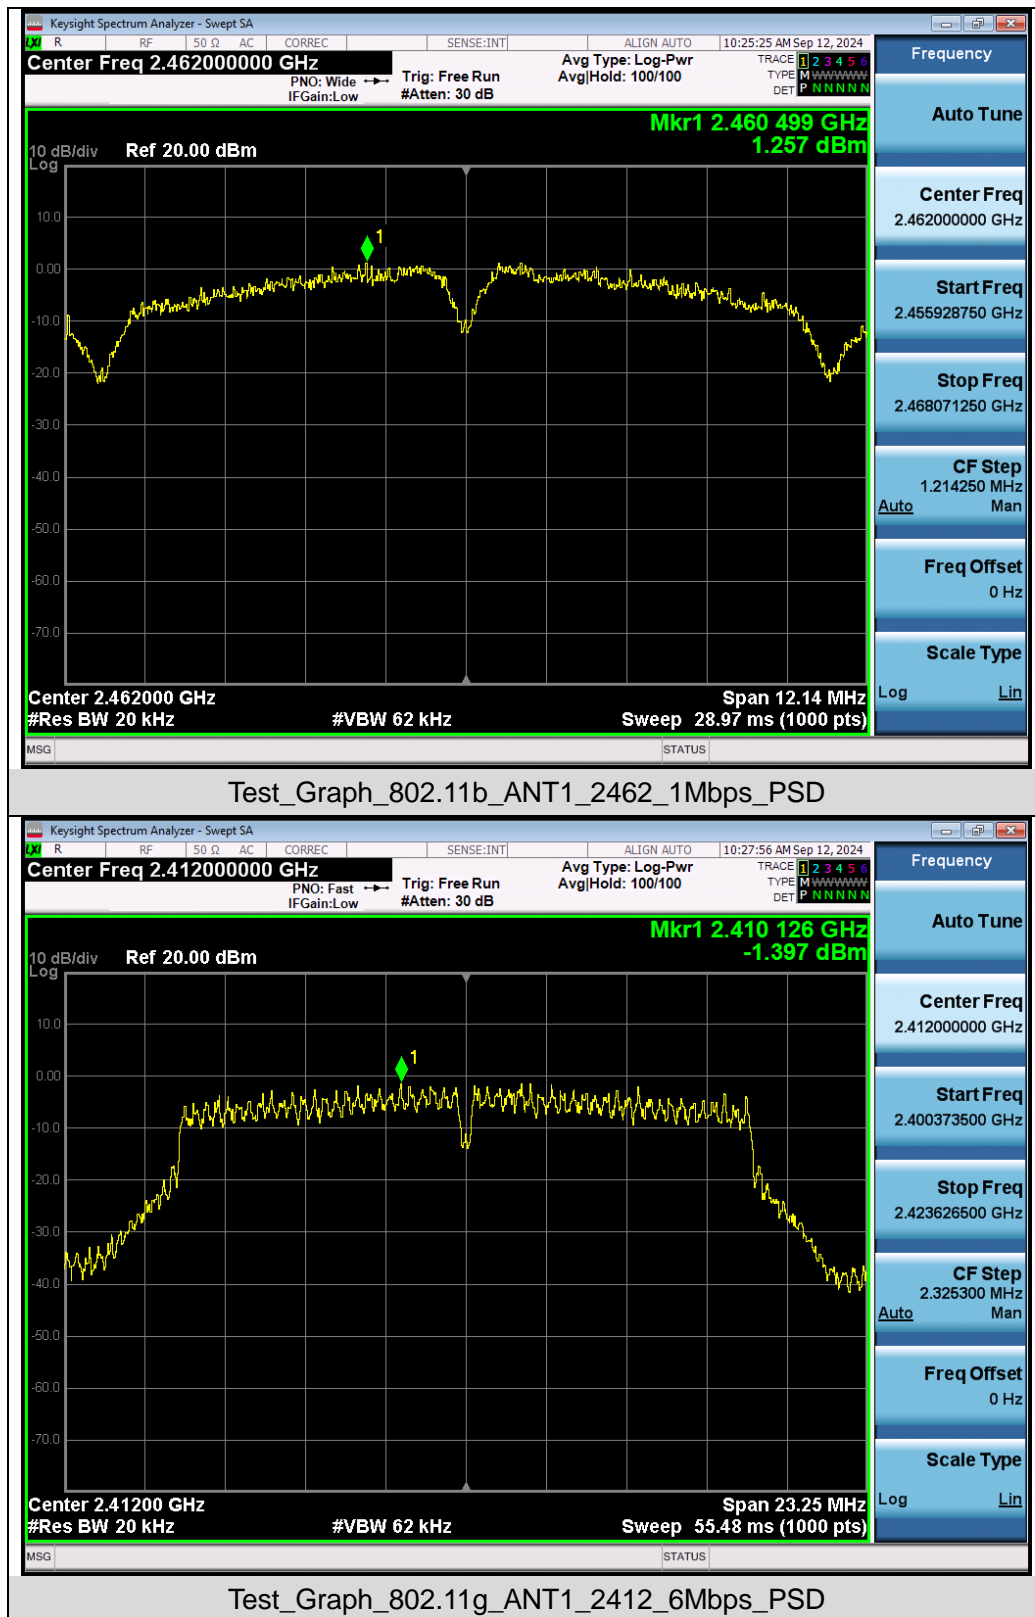 Keysight Spectrum Analyzer - Swept SA
LXI R RF 50 Ω AC CORREC SENSE:INT ALIGN AUTO 10:25:25 AM Sep 12, 2024
Center Freq 2.462000000 GHz
PNO: Wide
IFGain:Low
Trig: Free Run
#Atten: 30 dB
Avg Type: Log-Pwr
Avg|Hold: 100/100
TRACE 1 2 3 4 5 6
TYPE M WWWWW
DET P N N N N N
Mkr1 2.460 499 GHz
1.257 dBm
10 dB/div Ref 20.00 dBm
Log
10.0
1
0.00
-10.0
-20.0
-30.0
-40.0
-50.0
-60.0
-70.0
Center 2.462000 GHz Span 12.14 MHz
#Res BW 20 kHz #VBW 62 kHz Sweep 28.97 ms (1000 pts)
MSG STATUS
Frequency
Auto Tune
Center Freq
2.462000000 GHz
Start Freq
2.455928750 GHz
Stop Freq
2.468071250 GHz
CF Step
1.214250 MHz
Auto Man
Freq Offset
0 Hz
Scale Type
Log Lin
Test_Graph_802.11b_ANT1_2462_1Mbps_PSD
Keysight Spectrum Analyzer - Swept SA
LXI R RF 50 Ω AC CORREC SENSE:INT ALIGN AUTO 10:27:56 AM Sep 12, 2024
Center Freq 2.412000000 GHz
PNO: Fast
IFGain:Low
Trig: Free Run
#Atten: 30 dB
Avg Type: Log-Pwr
Avg|Hold: 100/100
TRACE 1 2 3 4 5 6
TYPE M WWWWW
DET P N N N N N
Mkr1 2.410 126 GHz
-1.397 dBm
10 dB/div Ref 20.00 dBm
Log
10.0
1
0.00
-10.0
-20.0
-30.0
-40.0
-50.0
-60.0
-70.0
Center 2.41200 GHz Span 23.25 MHz
#Res BW 20 kHz #VBW 62 kHz Sweep 55.48 ms (1000 pts)
MSG STATUS
Frequency
Auto Tune
Center Freq
2.412000000 GHz
Start Freq
2.400373500 GHz
Stop Freq
2.423626500 GHz
CF Step
2.325300 MHz
Auto Man
Freq Offset
0 Hz
Scale Type
Log Lin
Test_Graph_802.11g_ANT1_2412_6Mbps_PSD